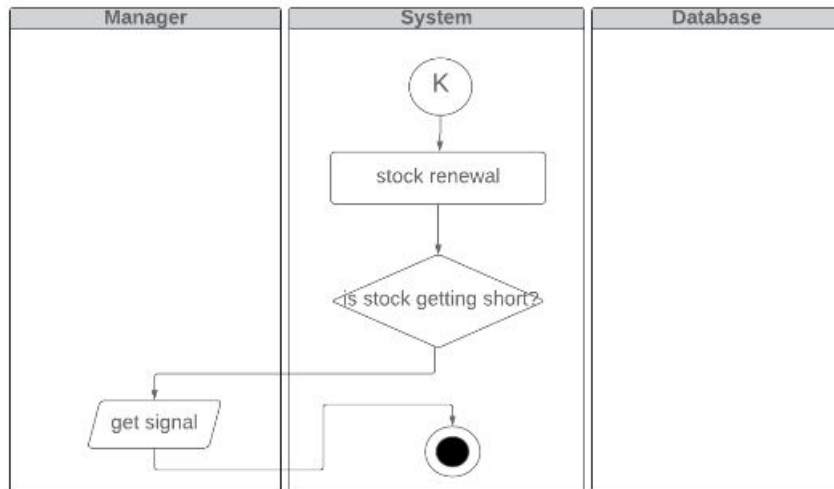 Manager
System
Database
K
stock renewal
is stock getting short?
get signal